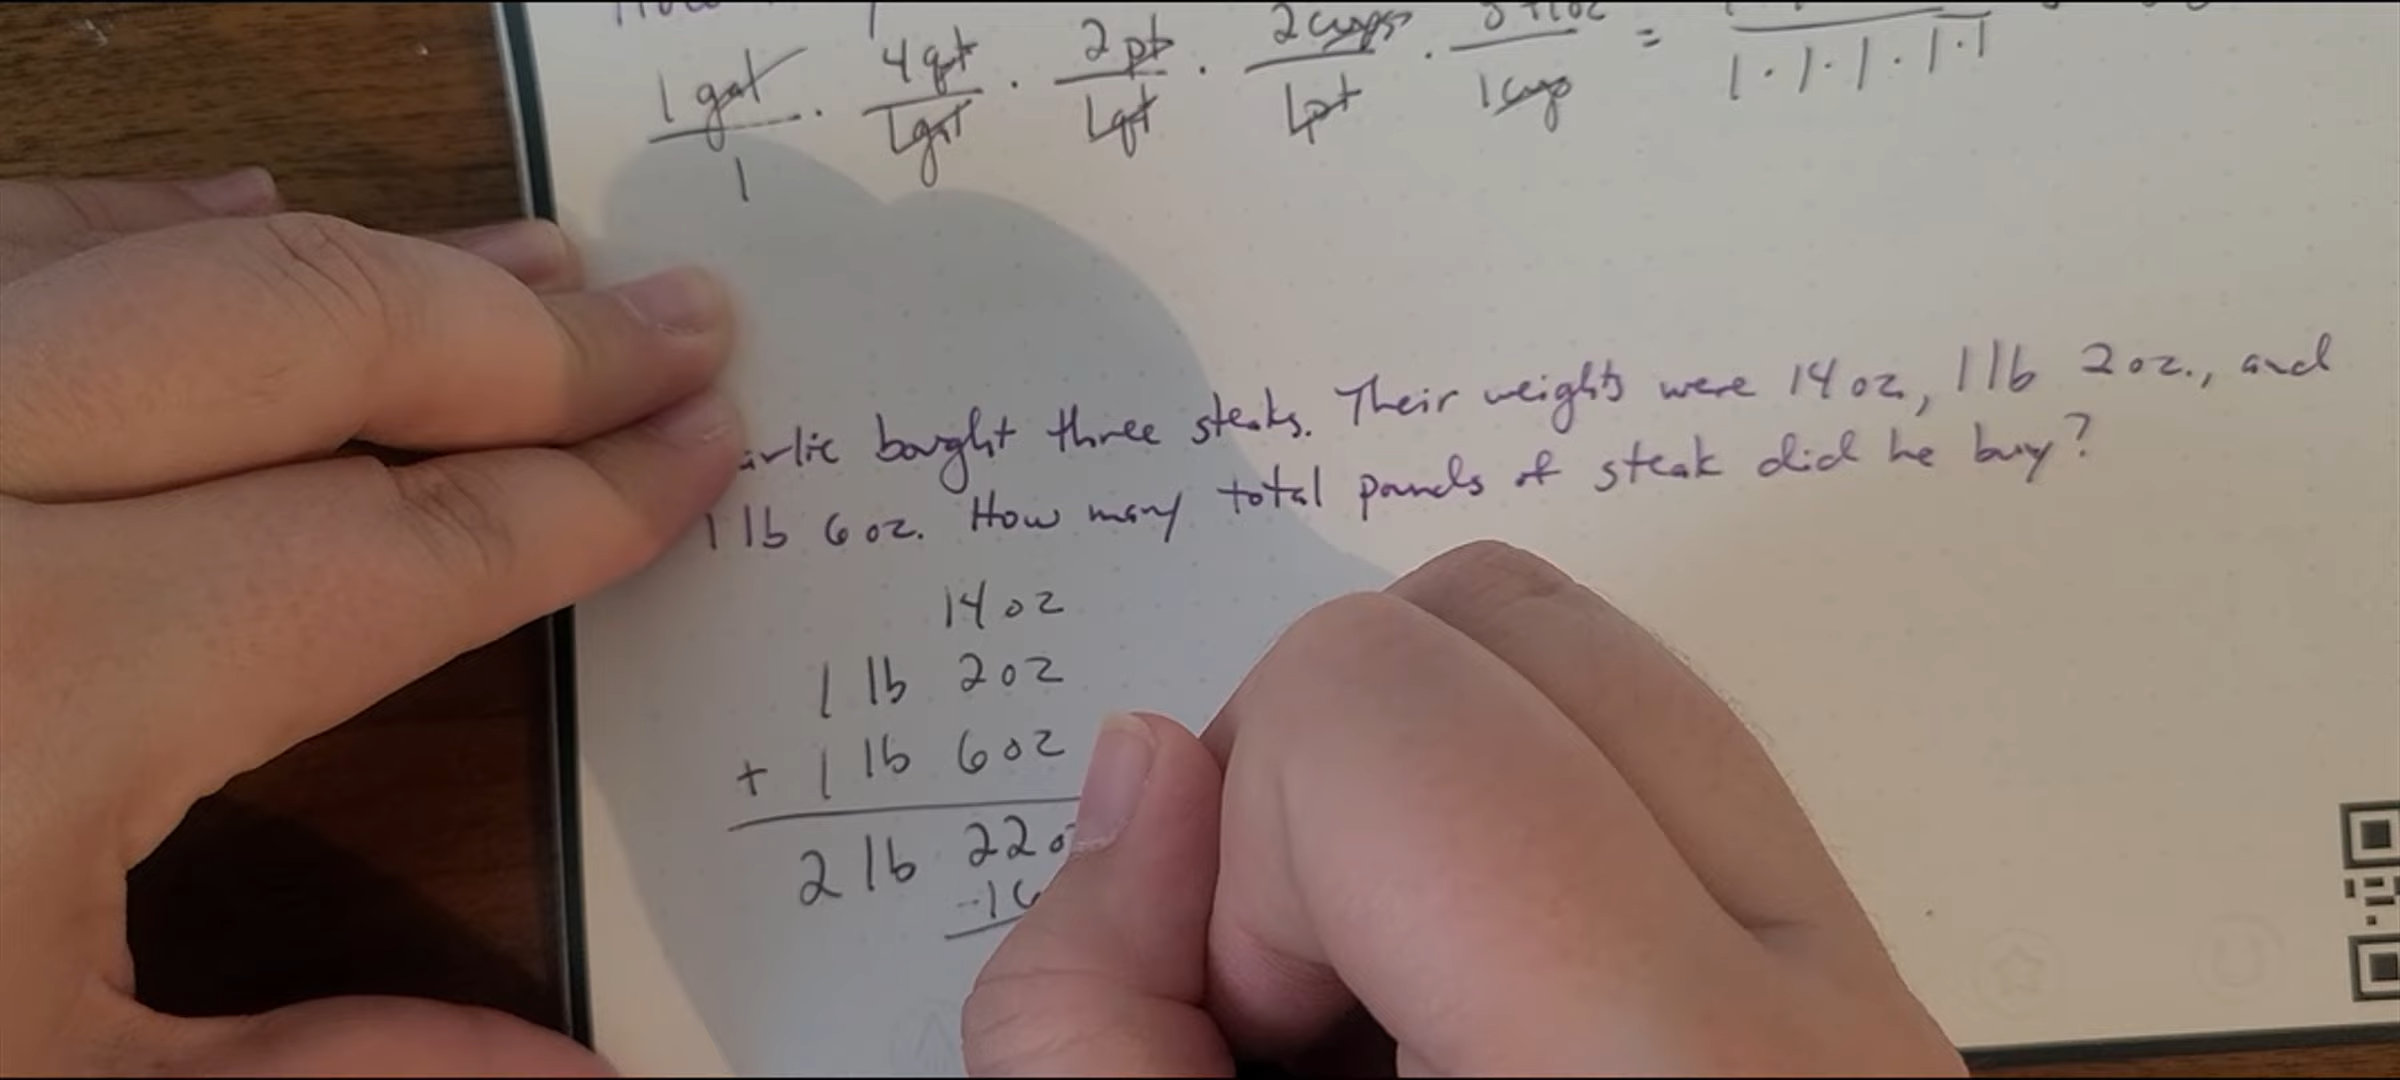 1 gal · 4 qt · 2 pt · 2 cups · =
1 1 gal 1 qt 1 pt 1 cup 1 · 1 · 1 · 1 · 1
bought three steaks. Their weights were 14 oz, 1 lb 2 oz., and
1 lb 6 oz. How many total pounds of steak did he buy?
14 oz
1 lb 2 oz
+ 1 lb 6 oz
2 lb 22
-16